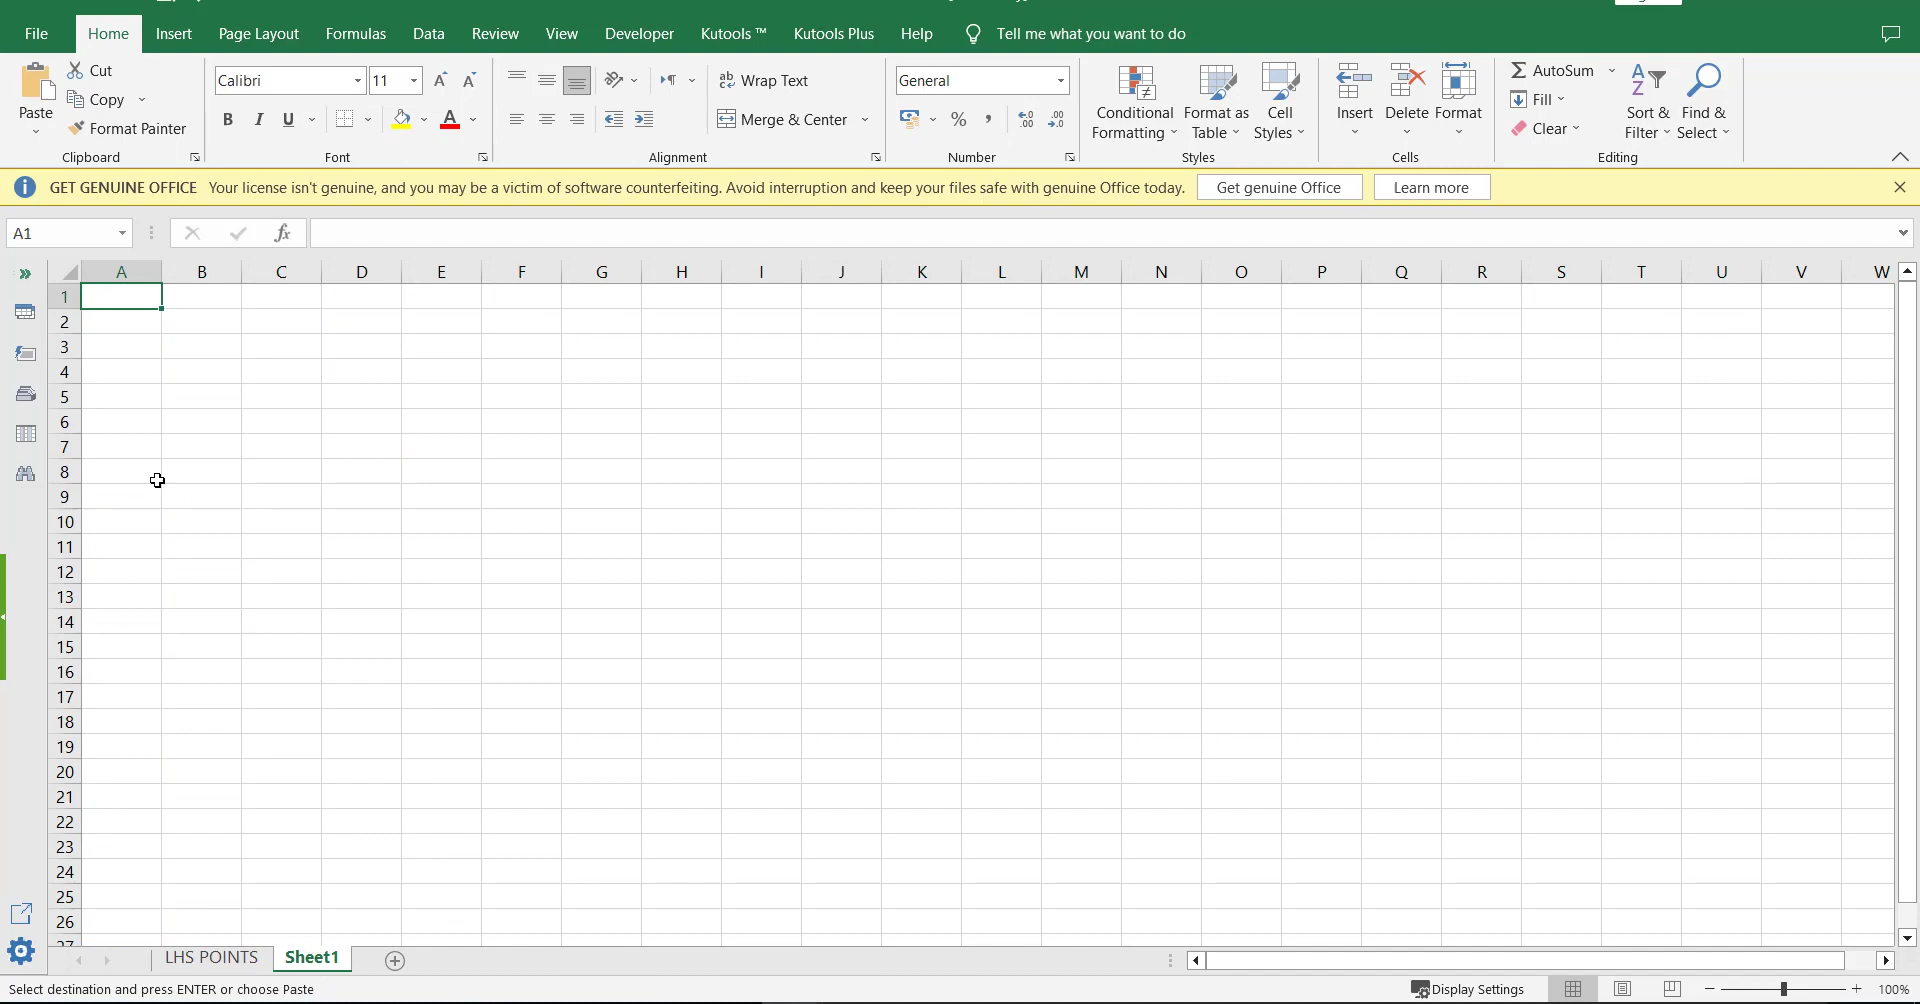 File Home Insert Page Layout Formulas Data Review View Developer Kutools ™ Kutools Plus Help Tell me what you want to do
Paste
Cut
Copy
Format Painter
Clipboard
Calibri 11
B I U A
Font
ab Wrap Text
Merge & Center
Alignment
General
% ,
Number
Conditional Formatting
Format as Table
Cell Styles
Styles
Insert Delete Format
Cells
AutoSum
Fill
Clear
Sort & Filter
Find & Select
Editing
GET GENUINE OFFICE Your license isn't genuine, and you may be a victim of software counterfeiting. Avoid interruption and keep your files safe with genuine Office today. Get genuine Office Learn more
A1 fx
A B C D E F G H I J K L M N O P Q R S T U V W
1
2
3
4
5
6
7
8
9
10
11
12
13
14
15
16
17
18
19
20
21
22
23
24
25
26
27
LHS POINTS Sheet1
Select destination and press ENTER or choose Paste Display Settings 100%